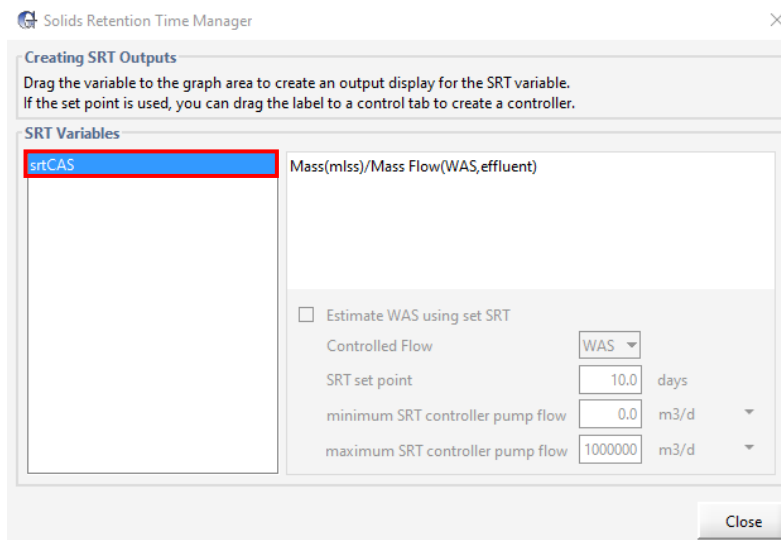 Solids Retention Time Manager
Creating SRT Outputs
Drag the variable to the graph area to create an output display for the SRT variable.
If the set point is used, you can drag the label to a control tab to create a controller.
SRT Variables
srtCAS
Mass(mlss)/Mass Flow(WAS,effluent)
Estimate WAS using set SRT
Controlled Flow WAS
SRT set point 10.0 days
minimum SRT controller pump flow 0.0 m3/d
maximum SRT controller pump flow 1000000 m3/d
Close